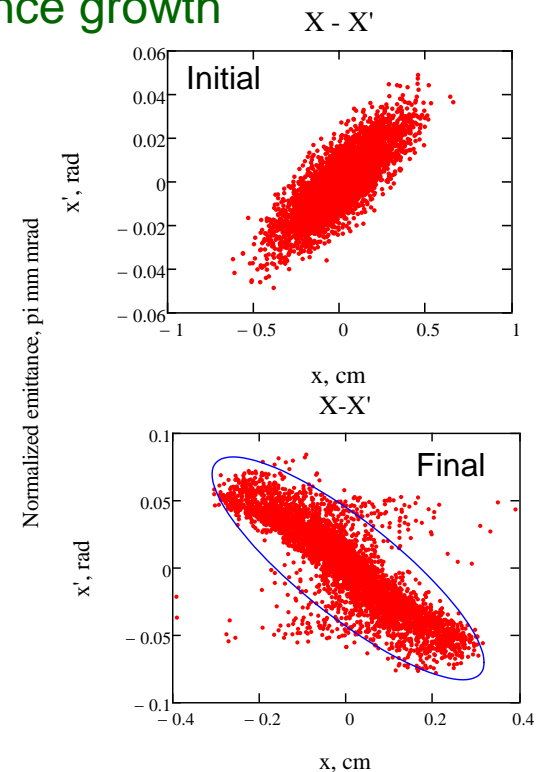 growth
X - X'
Initial
0.06
0.04
0.02
0
− 0.02
− 0.04
− 0.06
− 1
− 0.5
0
0.5
1
x', rad
x, cm
Normalized emittance, pi mm mrad
X-X'
Final
0.1
0.05
0
− 0.05
− 0.1
− 0.4
− 0.2
0
0.2
0.4
x', rad
x, cm